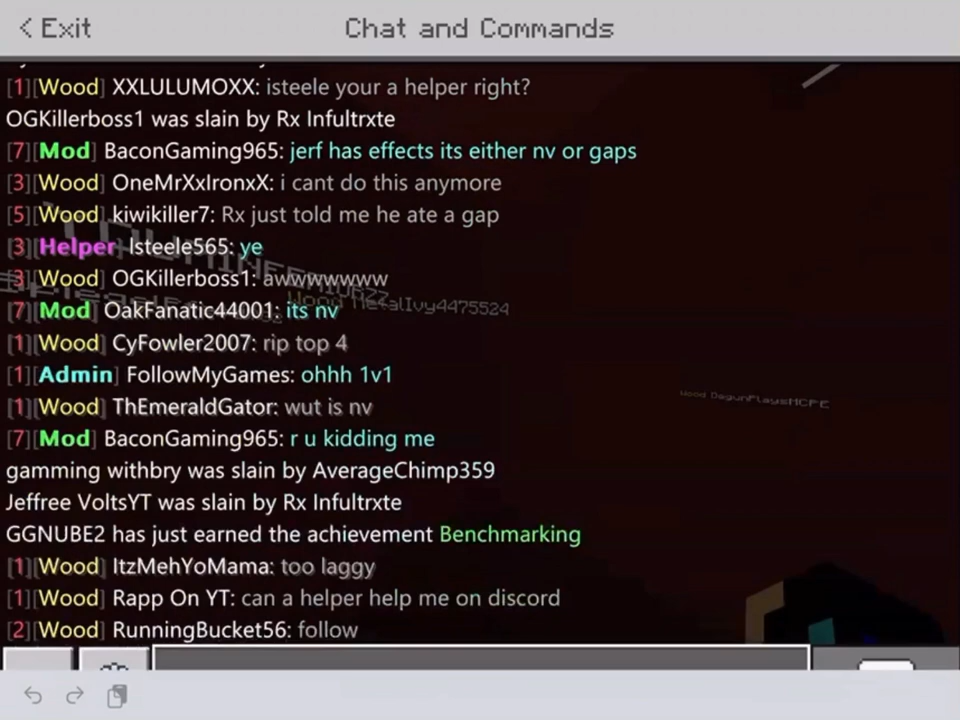 < Exit
Chat and Commands
[1][Wood] XXLULUMOXX: isteele your a helper right?
OGKillerboss1 was slain by Rx Infultrxte
[7][Mod] BaconGaming965: jerf has effects its either nv or gaps
[3][Wood] OneMrXxIronxX: i cant do this anymore
[5][Wood] kiwikiller7: Rx just told me he ate a gap
[3][Helper] Isteele565: ye
[3][Wood] OGKillerboss1: awwwwwww
Wood MetalIvy4475524
[7][Mod] OakFanatic44001: its nv
[1][Wood] CyFowler2007: rip top 4
[1][Admin] FollowMyGames: ohhh 1v1
Wood DagunPlaysMCPE
[1][Wood] ThEmeraldGator: wut is nv
[7][Mod] BaconGaming965: r u kidding me
gamming withbry was slain by AverageChimp359
Jeffree VoltsYT was slain by Rx Infultrxte
GGNUBE2 has just earned the achievement Benchmarking
[1][Wood] ItzMehYoMama: too laggy
[1][Wood] Rapp On YT: can a helper help me on discord
[2][Wood] RunningBucket56: follow